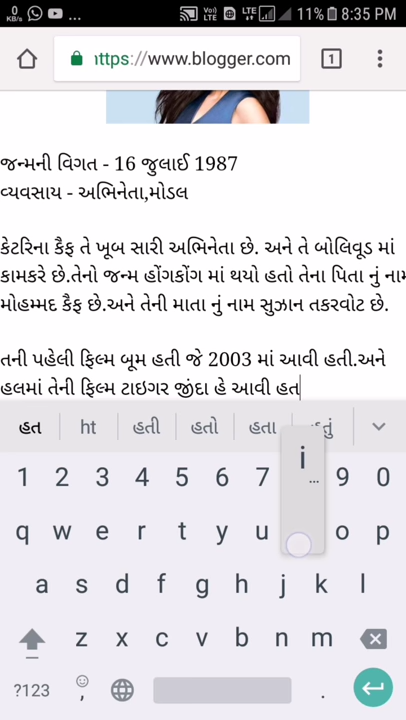 0 KB/s Vo) LTE LTE 11% 8:35 PM
https://www.blogger.com 1
જન્મની વિગત - 16 જુલાઈ 1987
વ્યવસાય - અભિનેતા,મોડલ
કેટરિના કૈફ તે ખૂબ સારી અભિનેતા છે. અને તે બોલિવૂડ માં
કામકરે છે.તેનો જન્મ હોંગકોંગ માં થયો હતો તેના પિતા નું નામ
મોહમ્મદ કૈફ છે.અને તેની માતા નું નામ સુઝાન તકરવોટ છે.
તની પહેલી ફિલ્મ બૂમ હતી જે 2003 માં આવી હતી.અને
હલમાં તેની ફિલ્મ ટાઇગર જીંદા હે આવી હત
હત ht હતી હતો હતા
i ...
1 2 3 4 5 6 7 9 0
q w e r t y u o p
a s d f g h j k l
z x c v b n m
?123 , .